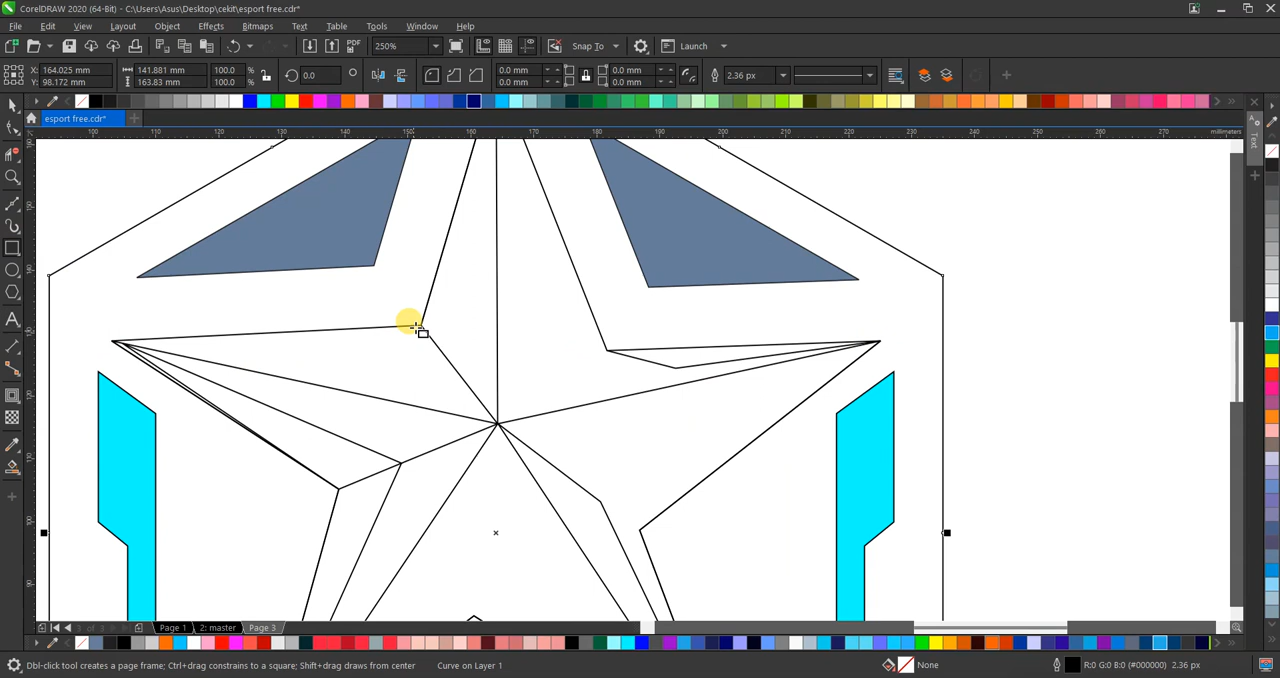 CorelDRAW 2020 (64-Bit) - C:\Users\Asus\Desktop\cekit\esport free.cdr*
File Edit View Layout Object Effects Bitmaps Text Table Tools Window Help
PDF 250% Snap To Launch
X: 164.025 mm 141.881 mm 100.0 % 0.0 0.0 mm 0.0 mm 2.36 px
Y: 98.172 mm 163.83 mm 100.0 % 0.0 mm 0.0 mm
esport free.cdr*
100 110 120 130 140 150 160 170 180 190 200 210 220 230 240 250 260 270 millimeters
Text
3 of 3 Page 1 2: master Page 3
Dbl-click tool creates a page frame; Ctrl+drag constrains to a square; Shift+drag draws from center Curve on Layer 1 None R:0 G:0 B:0 (#000000) 2.36 px